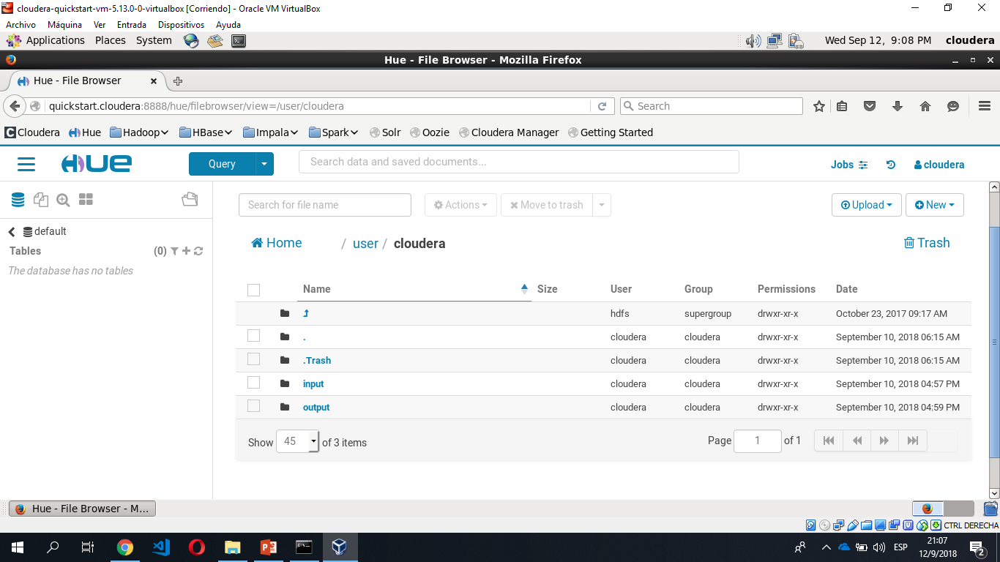 cloudera-quickstart-vm-5.13.0-0-virtualbox [Corriendo] - Oracle VM VirtualBox
Archivo Máquina Ver Entrada Dispositivos Ayuda
Applications Places System Wed Sep 12, 9:08 PM cloudera
Hue - File Browser - Mozilla Firefox
Hue - File Browser
quickstart.cloudera:8888/hue/filebrowser/view=/user/cloudera Search
Cloudera Hue Hadoop HBase Impala Spark Solr Oozie Cloudera Manager Getting Started
HUE Query Search data and saved documents... Jobs cloudera
Search for file name Actions Move to trash Upload New
default
Home / user / cloudera Trash
Tables (0)
The database has no tables
Name Size User Group Permissions Date
hdfs supergroup drwxr-xr-x October 23, 2017 09:17 AM
. cloudera cloudera drwxr-xr-x September 10, 2018 06:15 AM
.Trash cloudera cloudera drwxr-xr-x September 10, 2018 06:15 AM
input cloudera cloudera drwxr-xr-x September 10, 2018 04:57 PM
output cloudera cloudera drwxr-xr-x September 10, 2018 04:59 PM
Show 45 of 3 items Page 1 of 1
Hue - File Browser - M...
CTRL DERECHA
ESP 21:07
12/9/2018 2